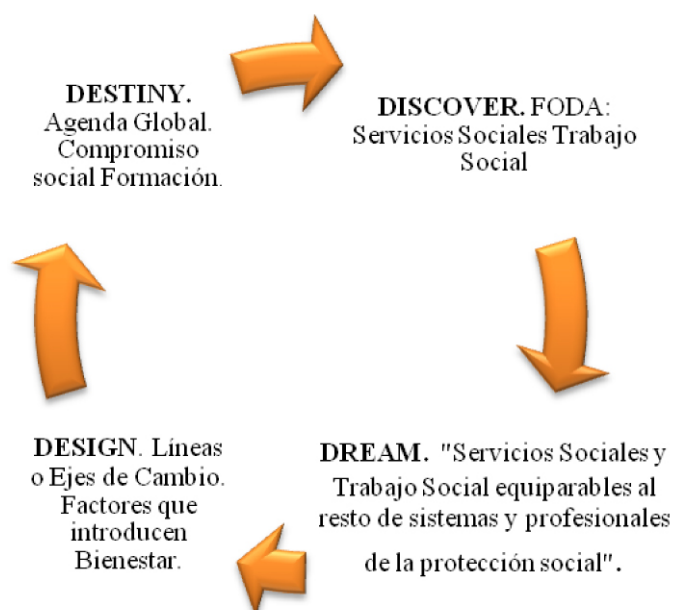 DESTINY.
Agenda Global.
Compromiso
social Formación.
DISCOVER. FODA:
Servicios Sociales Trabajo
Social
DREAM. "Servicios Sociales y
Trabajo Social equiparables al
resto de sistemas y profesionales
de la protección social".
DESIGN. Líneas
o Ejes de Cambio.
Factores que
introducen
Bienestar.